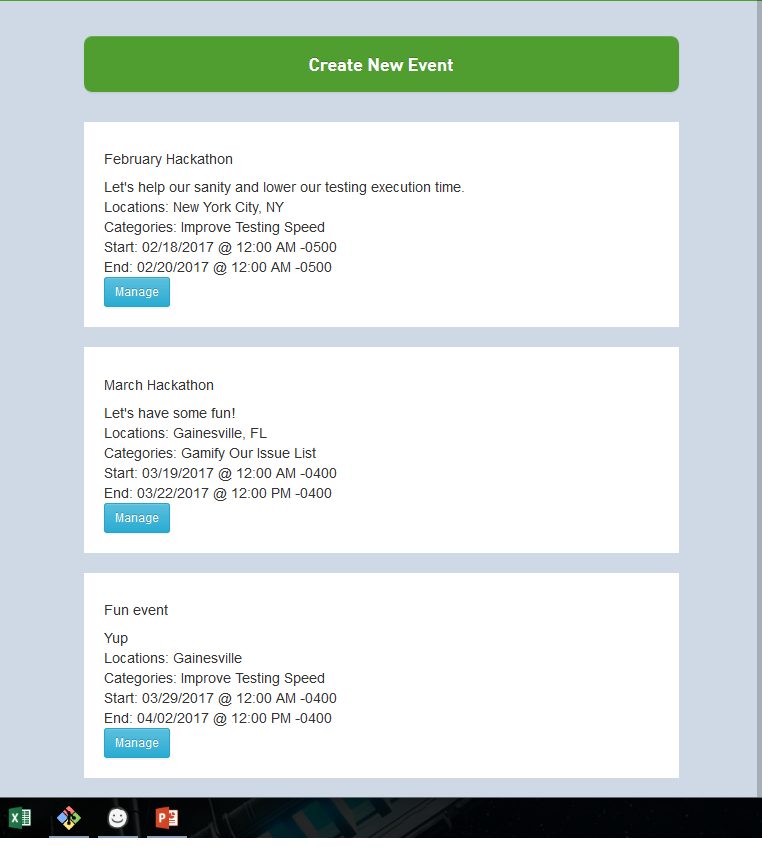 Create New Event
February Hackathon
Let's help our sanity and lower our testing execution time.
Locations: New York City, NY
Categories: Improve Testing Speed
Start: 02/18/2017 @ 12:00 AM -0500
End: 02/20/2017 @ 12:00 AM -0500
Manage
March Hackathon
Let's have some fun!
Locations: Gainesville, FL
Categories: Gamify Our Issue List
Start: 03/19/2017 @ 12:00 AM -0400
End: 03/22/2017 @ 12:00 PM -0400
Manage
Fun event
Yup
Locations: Gainesville
Categories: Improve Testing Speed
Start: 03/29/2017 @ 12:00 AM -0400
End: 04/02/2017 @ 12:00 PM -0400
Manage